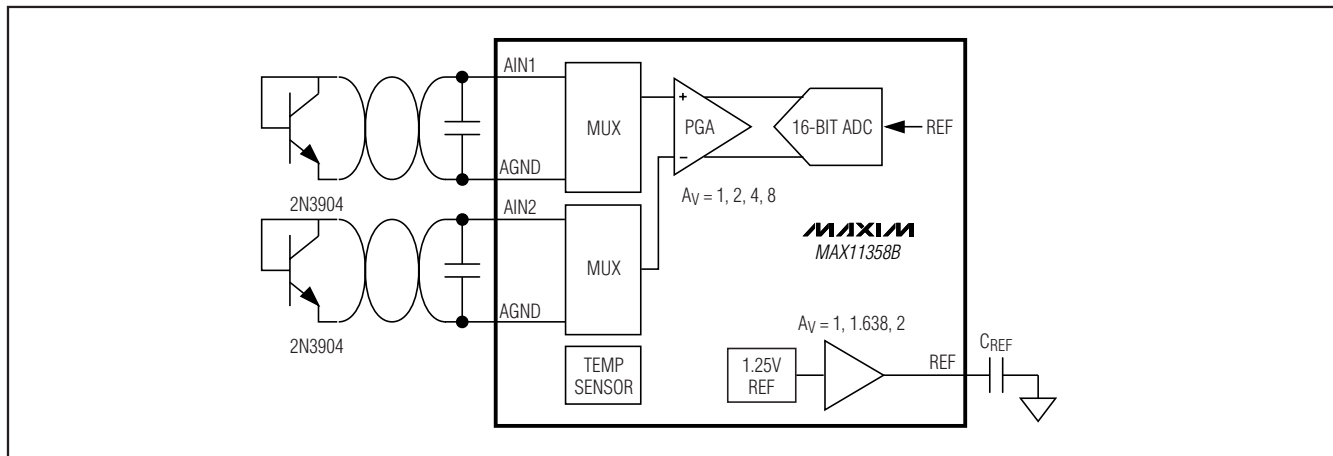 AIN1
MUX
+
PGA
−
16-BIT ADC
REF
AGND
AV = 1, 2, 4, 8
2N3904
AIN2
MUX
MAXIM
MAX11358B
AGND
2N3904
TEMP
SENSOR
AV = 1, 1.638, 2
1.25V
REF
REF
CREF